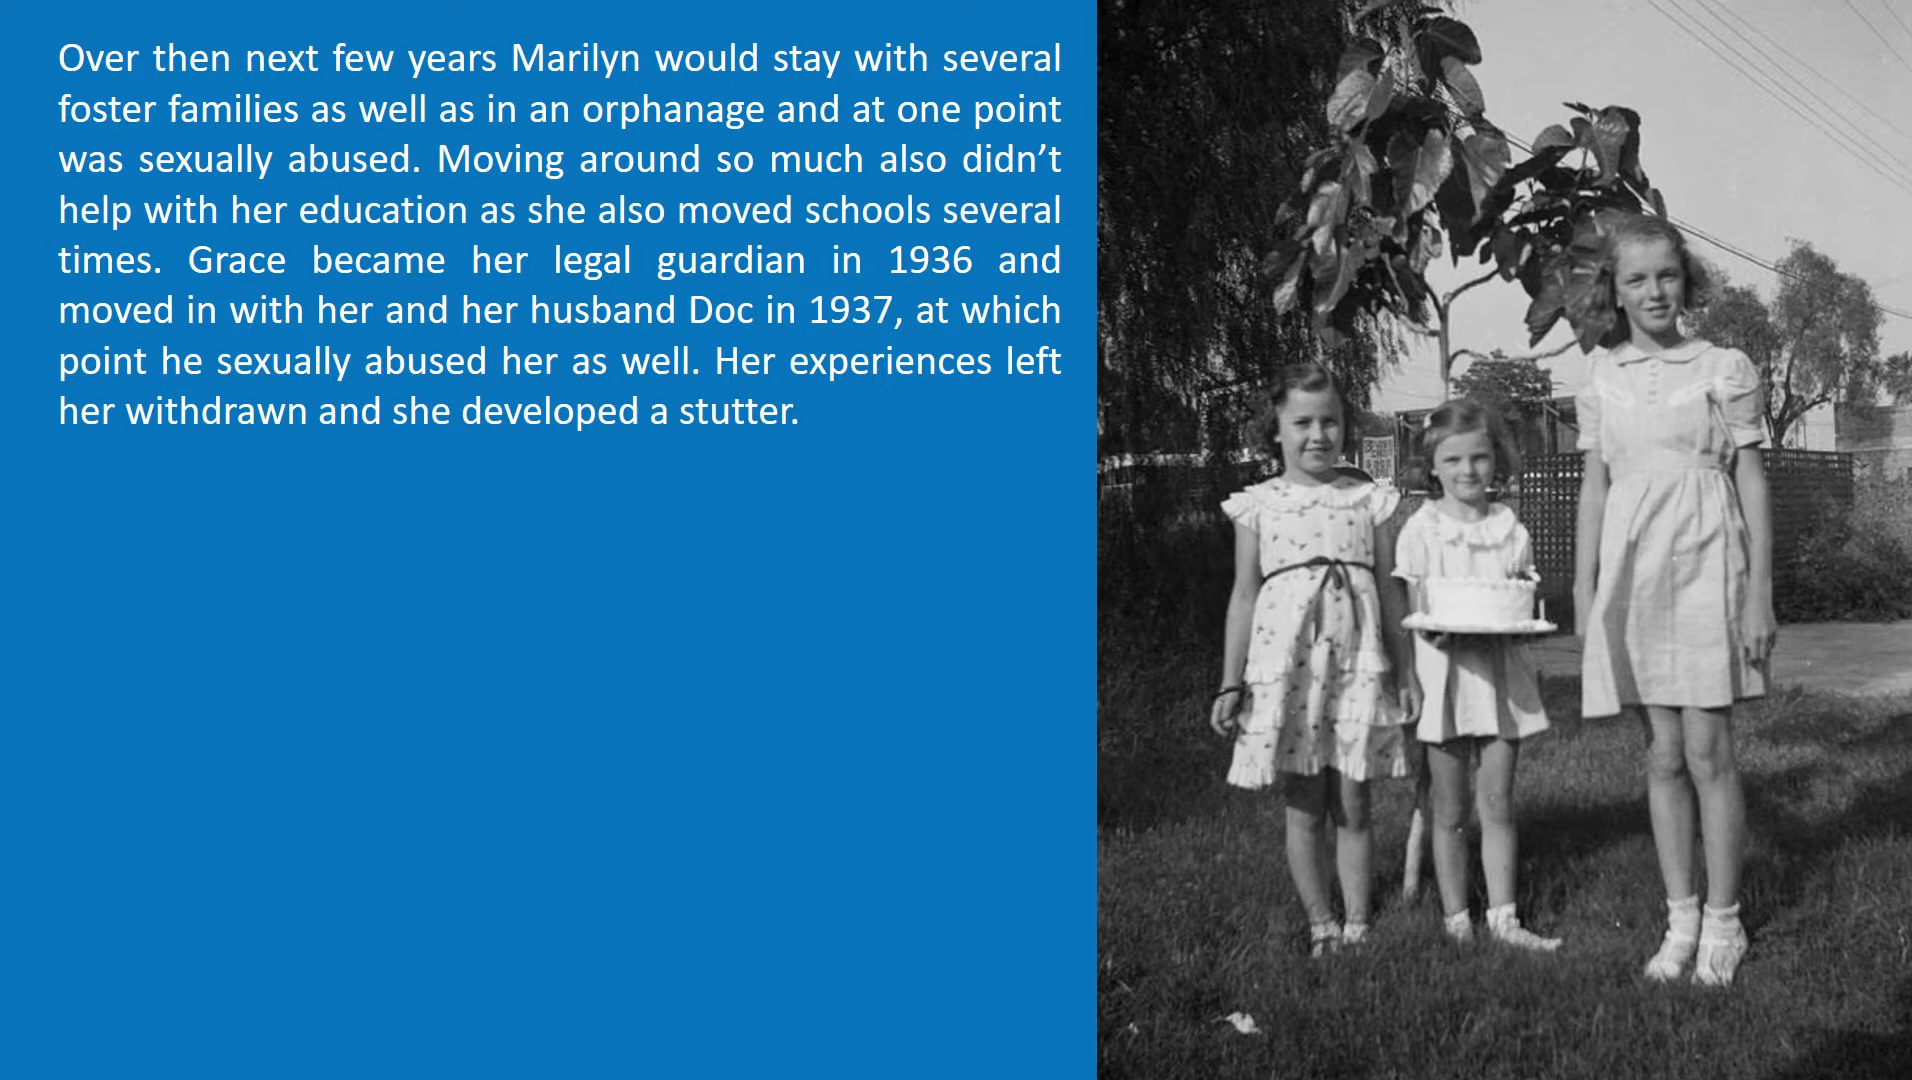 Over then next few years Marilyn would stay with several
foster families as well as in an orphanage and at one point
was sexually abused. Moving around so much also didn’t
help with her education as she also moved schools several
times. Grace became her legal guardian in 1936 and
moved in with her and her husband Doc in 1937, at which
point he sexually abused her as well. Her experiences left
her withdrawn and she developed a stutter.